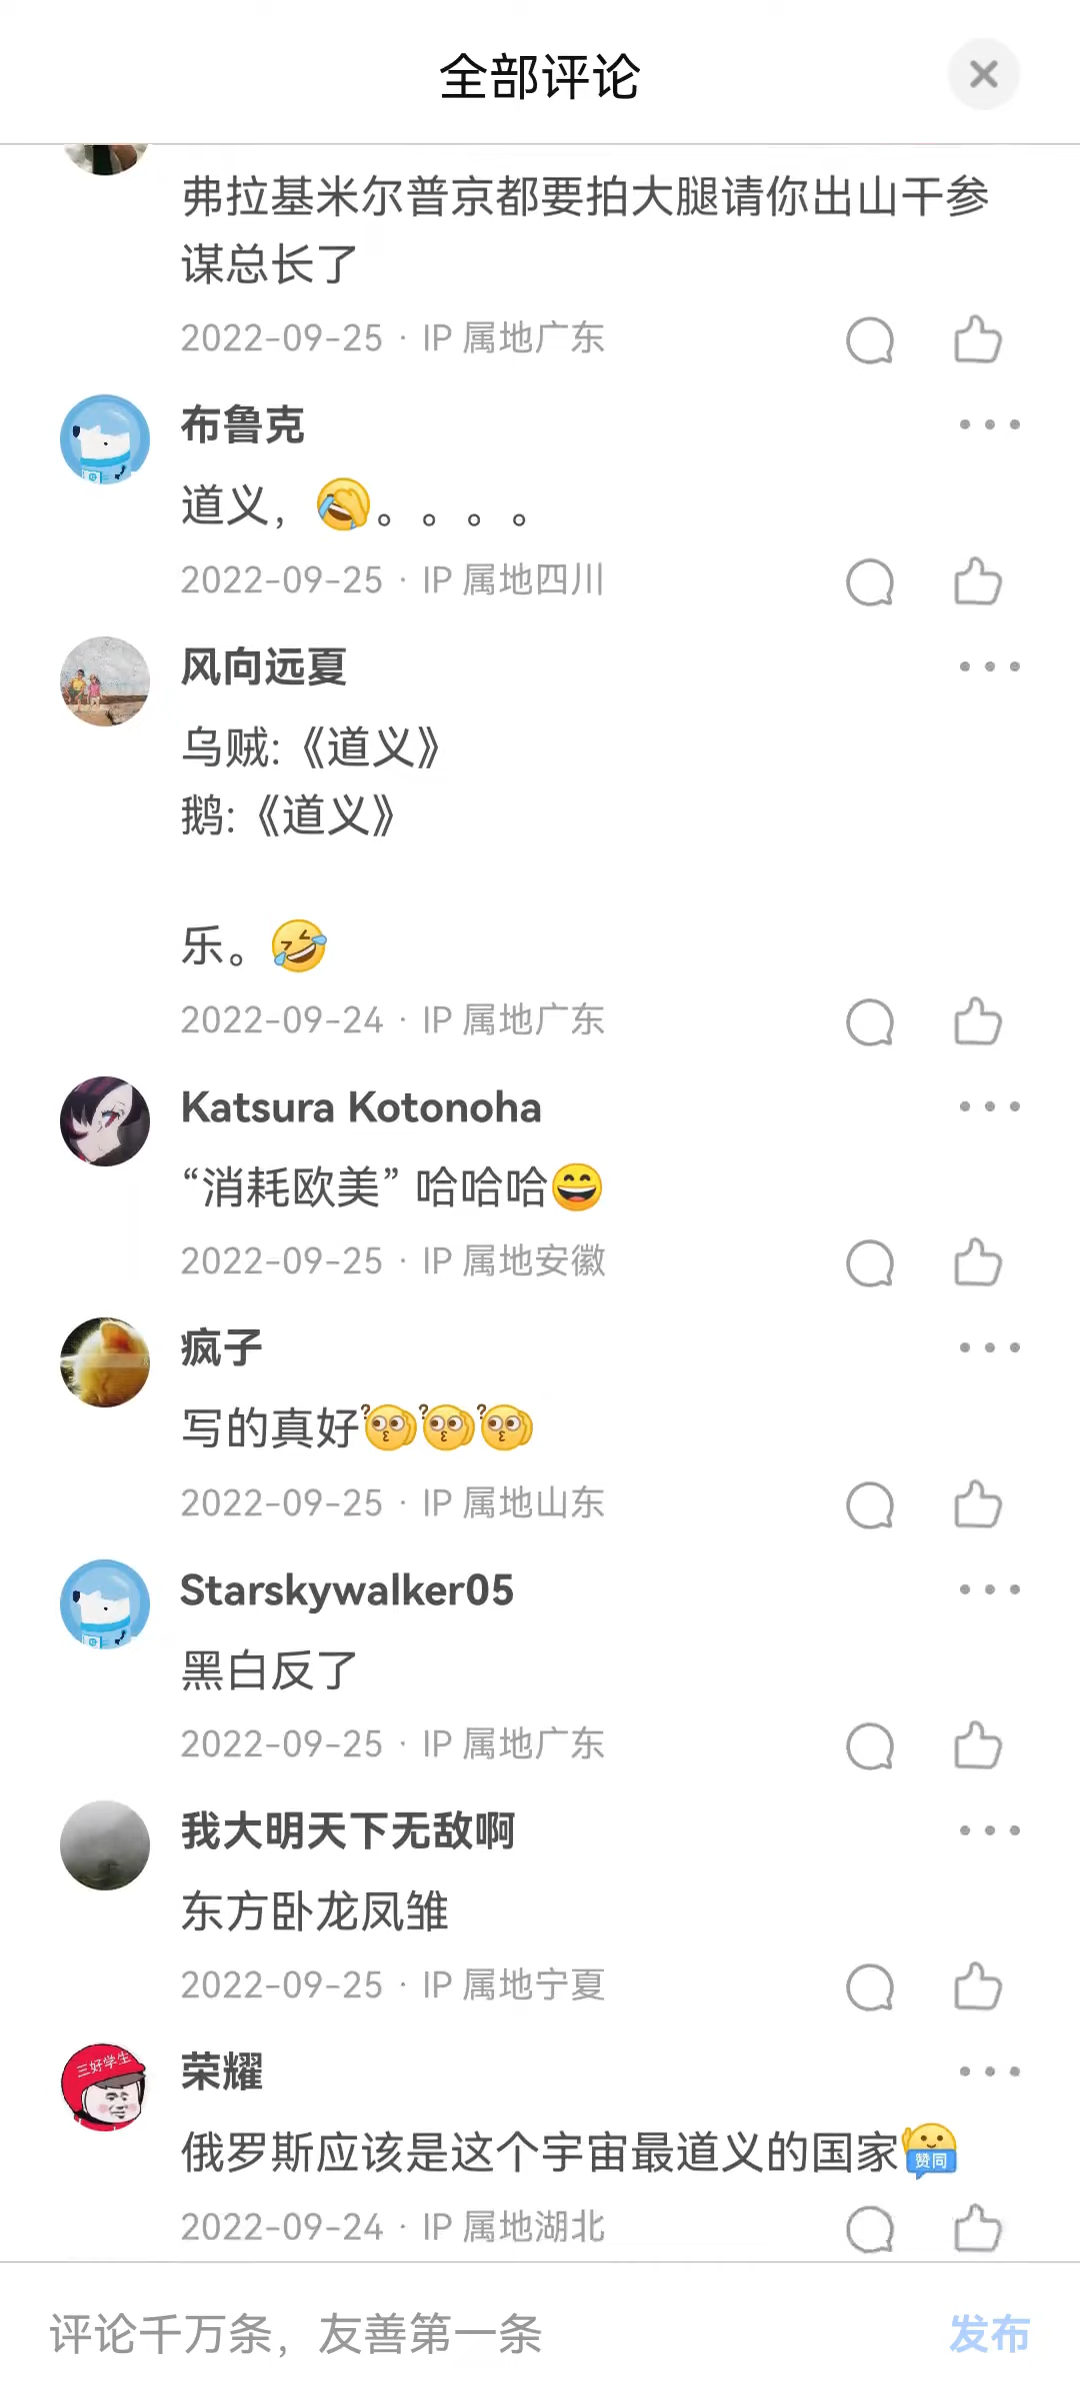 全部评论
弗拉基米尔普京都要拍大腿请你出山干参
谋总长了
2022-09-25 · IP 属地广东
布鲁克
道义，🤦。。。。
2022-09-25 · IP 属地四川
风向远夏
乌贼:《道义》
鹅:《道义》
乐。🤣
2022-09-24 · IP 属地广东
Katsura Kotonoha
“消耗欧美” 哈哈哈😄
2022-09-25 · IP 属地安徽
疯子
写的真好
2022-09-25 · IP 属地山东
Starskywalker05
黑白反了
2022-09-25 · IP 属地广东
我大明天下无敌啊
东方卧龙凤雏
2022-09-25 · IP 属地宁夏
三好学生
荣耀
俄罗斯应该是这个宇宙最道义的国家
赞同
2022-09-24 · IP 属地湖北
评论千万条，友善第一条
发布